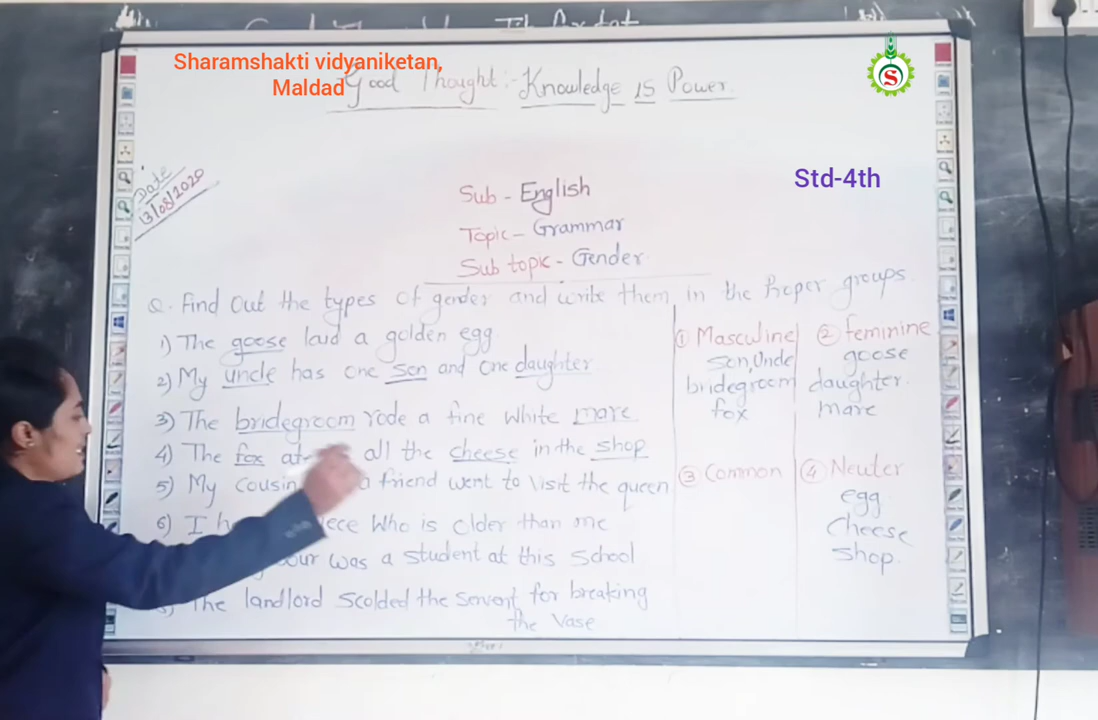 Sharamshakti vidyaniketan,
Maldad
Good Thought :- Knowledge is Power.
S
Std-4th
Date
13/08/2020
Sub - English
Topic - Grammar
Sub topic - Gender
Q. Find out the types of gender and write them in the Proper groups.
1) The goose laid a golden egg
2) My uncle has one son and one daughter
3) The bridegroom rode a fine white mare
4) The fox all the cheese in the shop
5) My Cousin a friend went to visit the queen
6) I iece who is older than me
our was a student at this School
The landlord scolded the servant for breaking
the vase
① Masculine
son, Uncle
bridegroom
fox
② feminine
goose
daughter.
mare
③ Common
④ Neuter
egg
Cheese
Shop.